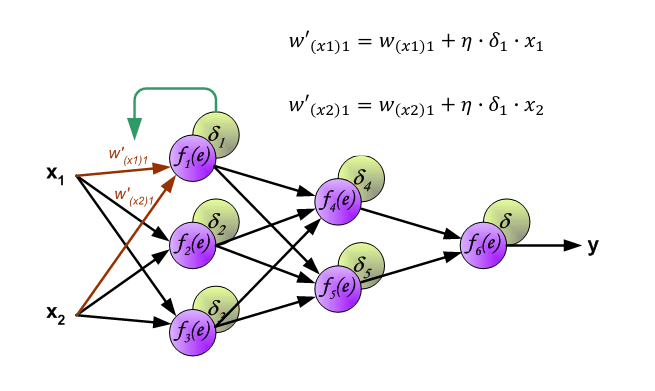 w'(x1)1 = w(x1)1 + η · δ1 · x1
w'(x2)1 = w(x2)1 + η · δ1 · x2
δ1
w'(x1)1
f1(e)
x1
w'(x2)1
δ4
f4(e)
δ2
f2(e)
δ
f6(e)
y
δ5
f5(e)
x2
δ3
f3(e)